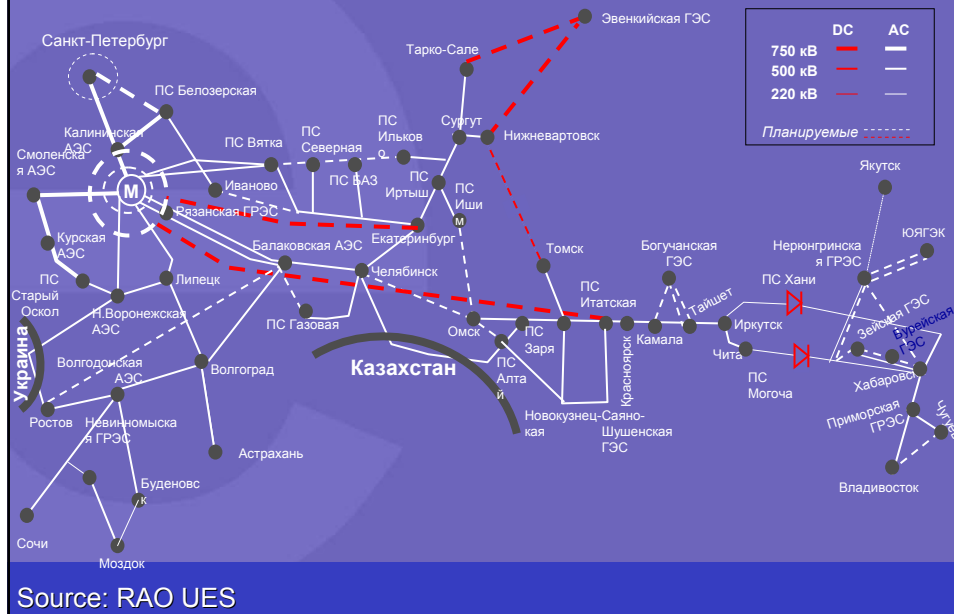 Санкт-Петербург
Эвенкийская ГЭС
DC AC
750 кВ
500 кВ
220 кВ
Планируемые
Тарко-Сале
ПС Белозерская
Калининская
АЭС
Смоленска
я АЭС
ПС Вятка
ПС
Северная
ПС
Ильков
о
Сургут
Нижневартовск
Якутск
М
Иваново
ПС БАЗ
ПС
Иртыш
ПС
Иши
м
Рязанская ГРЭС
Екатеринбург
Курская
АЭС
Балаковская АЭС
Челябинск
Томск
Богучанская
ГЭС
Нерюнгринска
я ГРЭС
ЮЯГЭК
ПС
Старый
Оскол
Липецк
Н.Воронежская
АЭС
ПС Газовая
Омск
ПС
Заря
ПС
Итатская
Тайшет
ПС Хани
Зейская ГЭС
Бурейская
ГЭС
Украина
Волгодонская
АЭС
Волгоград
Казахстан
ПС
Алта
й
Красноярск
Камала
Иркутск
Чита
ПС
Могоча
Хабаровск
Ростов
Невинномысска
я ГРЭС
Новокузнец-
кая
Саяно-
Шушенская
ГЭС
Приморская
ГРЭС
Чугуев
Астрахань
Буденовс
к
Владивосток
Сочи
Моздок
Source: RAO UES